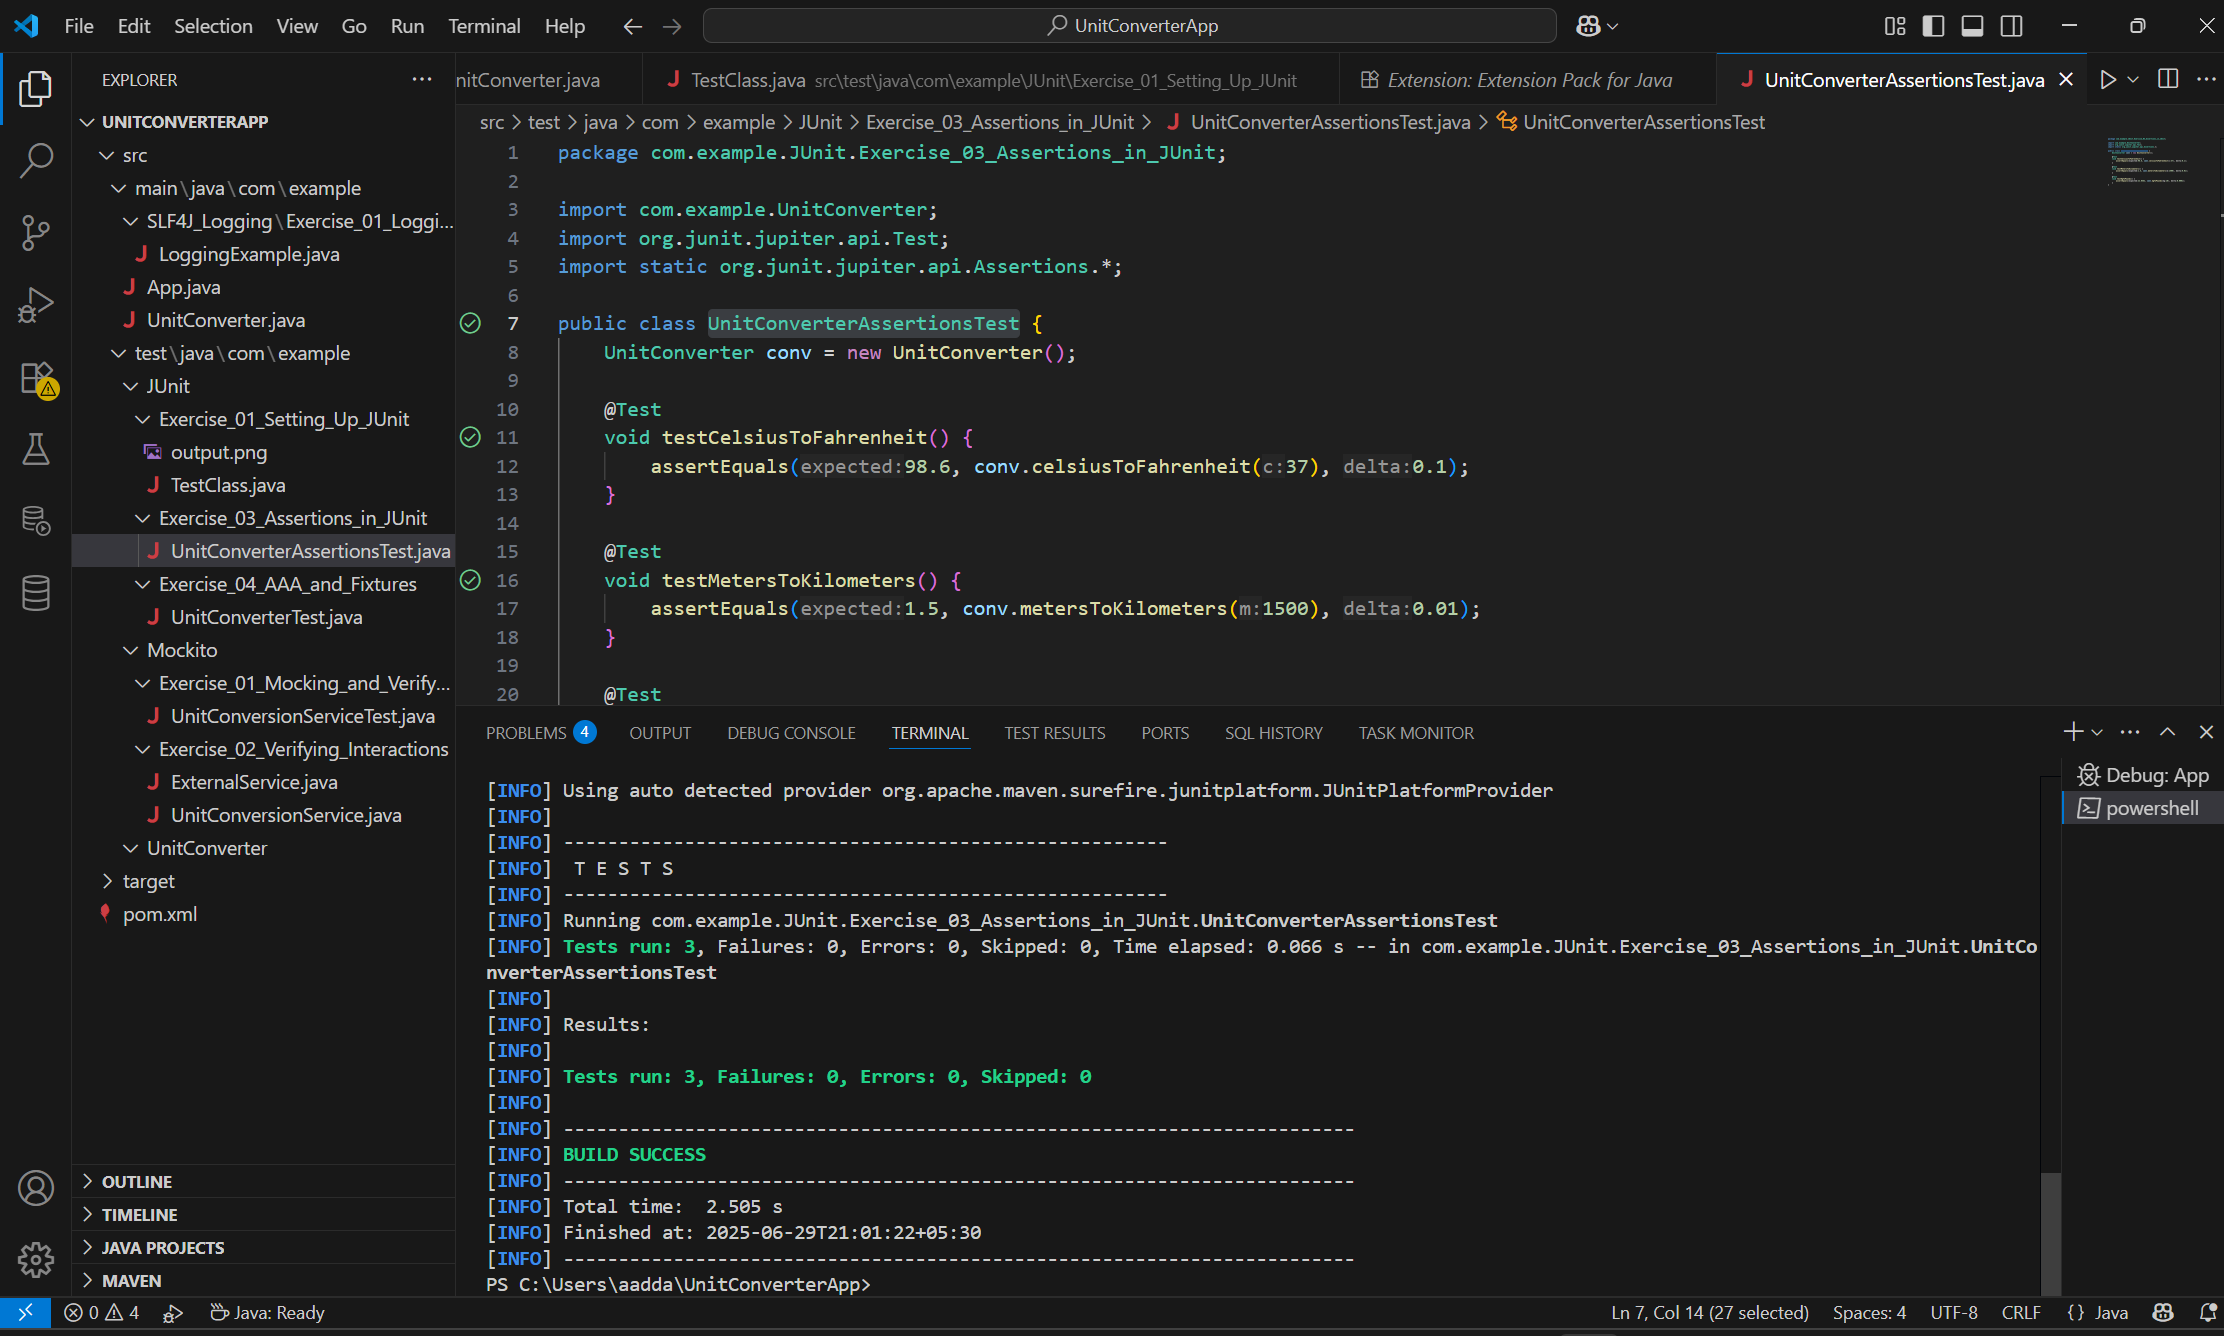 File Edit Selection View Go Run Terminal Help
UnitConverterApp
EXPLORER
UNITCONVERTERAPP
src
main\java\com\example
SLF4J_Logging\Exercise_01_Loggi...
LoggingExample.java
App.java
UnitConverter.java
test\java\com\example
JUnit
Exercise_01_Setting_Up_JUnit
output.png
TestClass.java
Exercise_03_Assertions_in_JUnit
UnitConverterAssertionsTest.java
Exercise_04_AAA_and_Fixtures
UnitConverterTest.java
Mockito
Exercise_01_Mocking_and_Verify...
UnitConversionServiceTest.java
Exercise_02_Verifying_Interactions
ExternalService.java
UnitConversionService.java
UnitConverter
target
pom.xml
OUTLINE
TIMELINE
JAVA PROJECTS
MAVEN
nitConverter.java
TestClass.java src\test\java\com\example\JUnit\Exercise_01_Setting_Up_JUnit
Extension: Extension Pack for Java
UnitConverterAssertionsTest.java
src > test > java > com > example > JUnit > Exercise_03_Assertions_in_JUnit > UnitConverterAssertionsTest.java > UnitConverterAssertionsTest
1 package com.example.JUnit.Exercise_03_Assertions_in_JUnit;
2
3 import com.example.UnitConverter;
4 import org.junit.jupiter.api.Test;
5 import static org.junit.jupiter.api.Assertions.*;
6
7 public class UnitConverterAssertionsTest {
8 UnitConverter conv = new UnitConverter();
9
10 @Test
11 void testCelsiusToFahrenheit() {
12 assertEquals(expected:98.6, conv.celsiusToFahrenheit(c:37), delta:0.1);
13 }
14
15 @Test
16 void testMetersToKilometers() {
17 assertEquals(expected:1.5, conv.metersToKilometers(m:1500), delta:0.01);
18 }
19
20 @Test
PROBLEMS 4 OUTPUT DEBUG CONSOLE TERMINAL TEST RESULTS PORTS SQL HISTORY TASK MONITOR
[INFO] Using auto detected provider org.apache.maven.surefire.junitplatform.JUnitPlatformProvider
[INFO]
[INFO] -------------------------------------------------------
[INFO]  T E S T S
[INFO] -------------------------------------------------------
[INFO] Running com.example.JUnit.Exercise_03_Assertions_in_JUnit.UnitConverterAssertionsTest
[INFO] Tests run: 3, Failures: 0, Errors: 0, Skipped: 0, Time elapsed: 0.066 s -- in com.example.JUnit.Exercise_03_Assertions_in_JUnit.UnitCo
nverterAssertionsTest
[INFO]
[INFO] Results:
[INFO]
[INFO] Tests run: 3, Failures: 0, Errors: 0, Skipped: 0
[INFO]
[INFO] ------------------------------------------------------------------------
[INFO] BUILD SUCCESS
[INFO] ------------------------------------------------------------------------
[INFO] Total time:  2.505 s
[INFO] Finished at: 2025-06-29T21:01:22+05:30
[INFO] ------------------------------------------------------------------------
PS C:\Users\aadda\UnitConverterApp>
Debug: App
powershell
0 4 Java: Ready
Ln 7, Col 14 (27 selected) Spaces: 4 UTF-8 CRLF {} Java